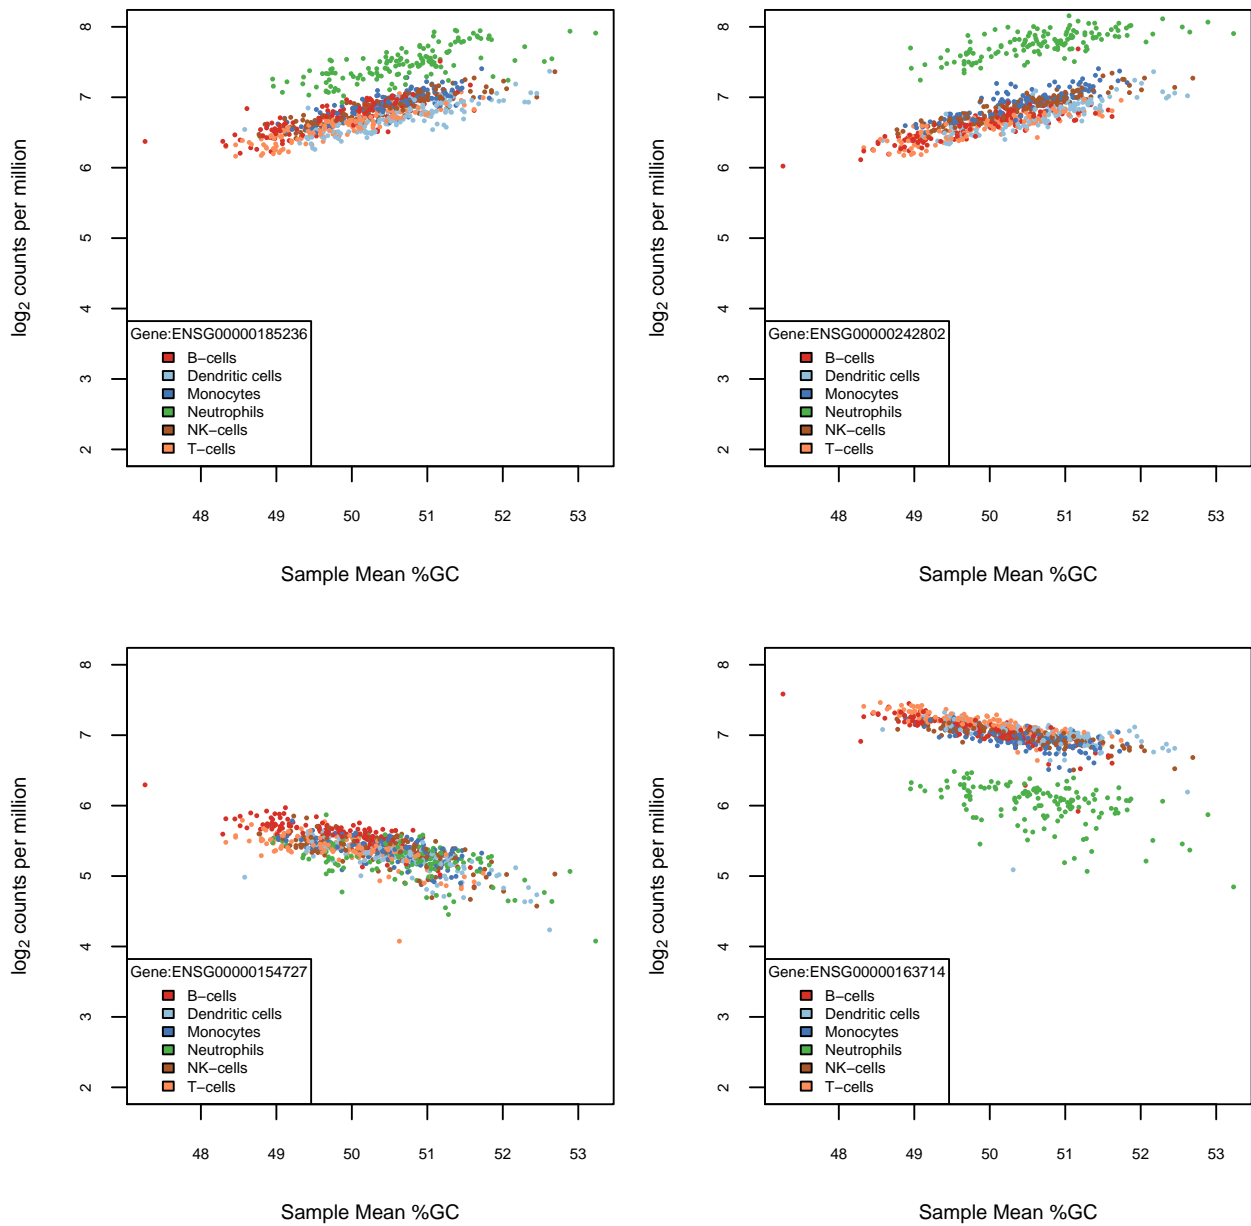 8
7
6
5
4
3
2
log2 counts per million
Gene:ENSG00000185236
B−cells
Dendritic cells
Monocytes
Neutrophils
NK−cells
T−cells
48 49 50 51 52 53
Sample Mean %GC
8
7
6
5
4
3
2
log2 counts per million
Gene:ENSG00000242802
B−cells
Dendritic cells
Monocytes
Neutrophils
NK−cells
T−cells
48 49 50 51 52 53
Sample Mean %GC
8
7
6
5
4
3
2
log2 counts per million
Gene:ENSG00000154727
B−cells
Dendritic cells
Monocytes
Neutrophils
NK−cells
T−cells
48 49 50 51 52 53
Sample Mean %GC
8
7
6
5
4
3
2
log2 counts per million
Gene:ENSG00000163714
B−cells
Dendritic cells
Monocytes
Neutrophils
NK−cells
T−cells
48 49 50 51 52 53
Sample Mean %GC